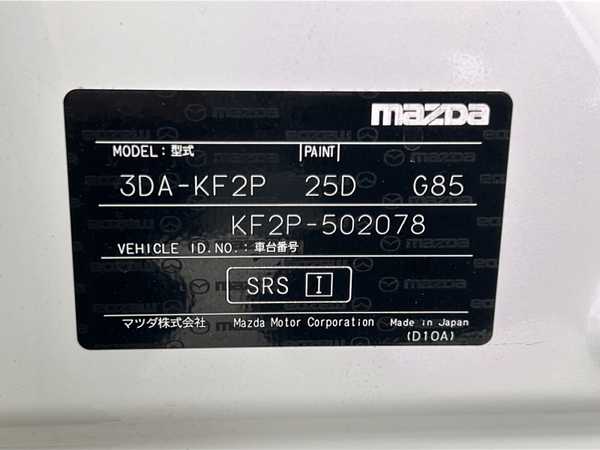 mazda
MODEL: 型式 PAINT
3DA-KF2P 25D G85
KF2P-502078
VEHICLE ID.NO.: 車台番号
SRS I
マツダ株式会社 Mazda Motor Corporation Made in Japan
(D10A)